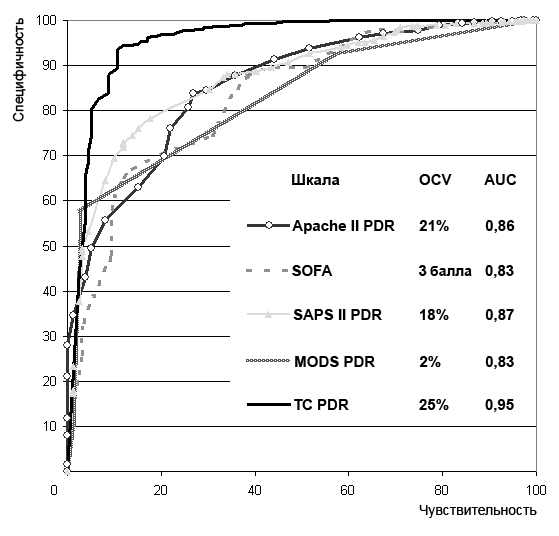 Специфичность
100
90
80
70
60
50
40
30
20
10
Шкала OCV AUC
Apache II PDR 21% 0,86
SOFA 3 балла 0,83
SAPS II PDR 18% 0,87
MODS PDR 2% 0,83
TC PDR 25% 0,95
0 20 40 60 80 100
Чувствительность